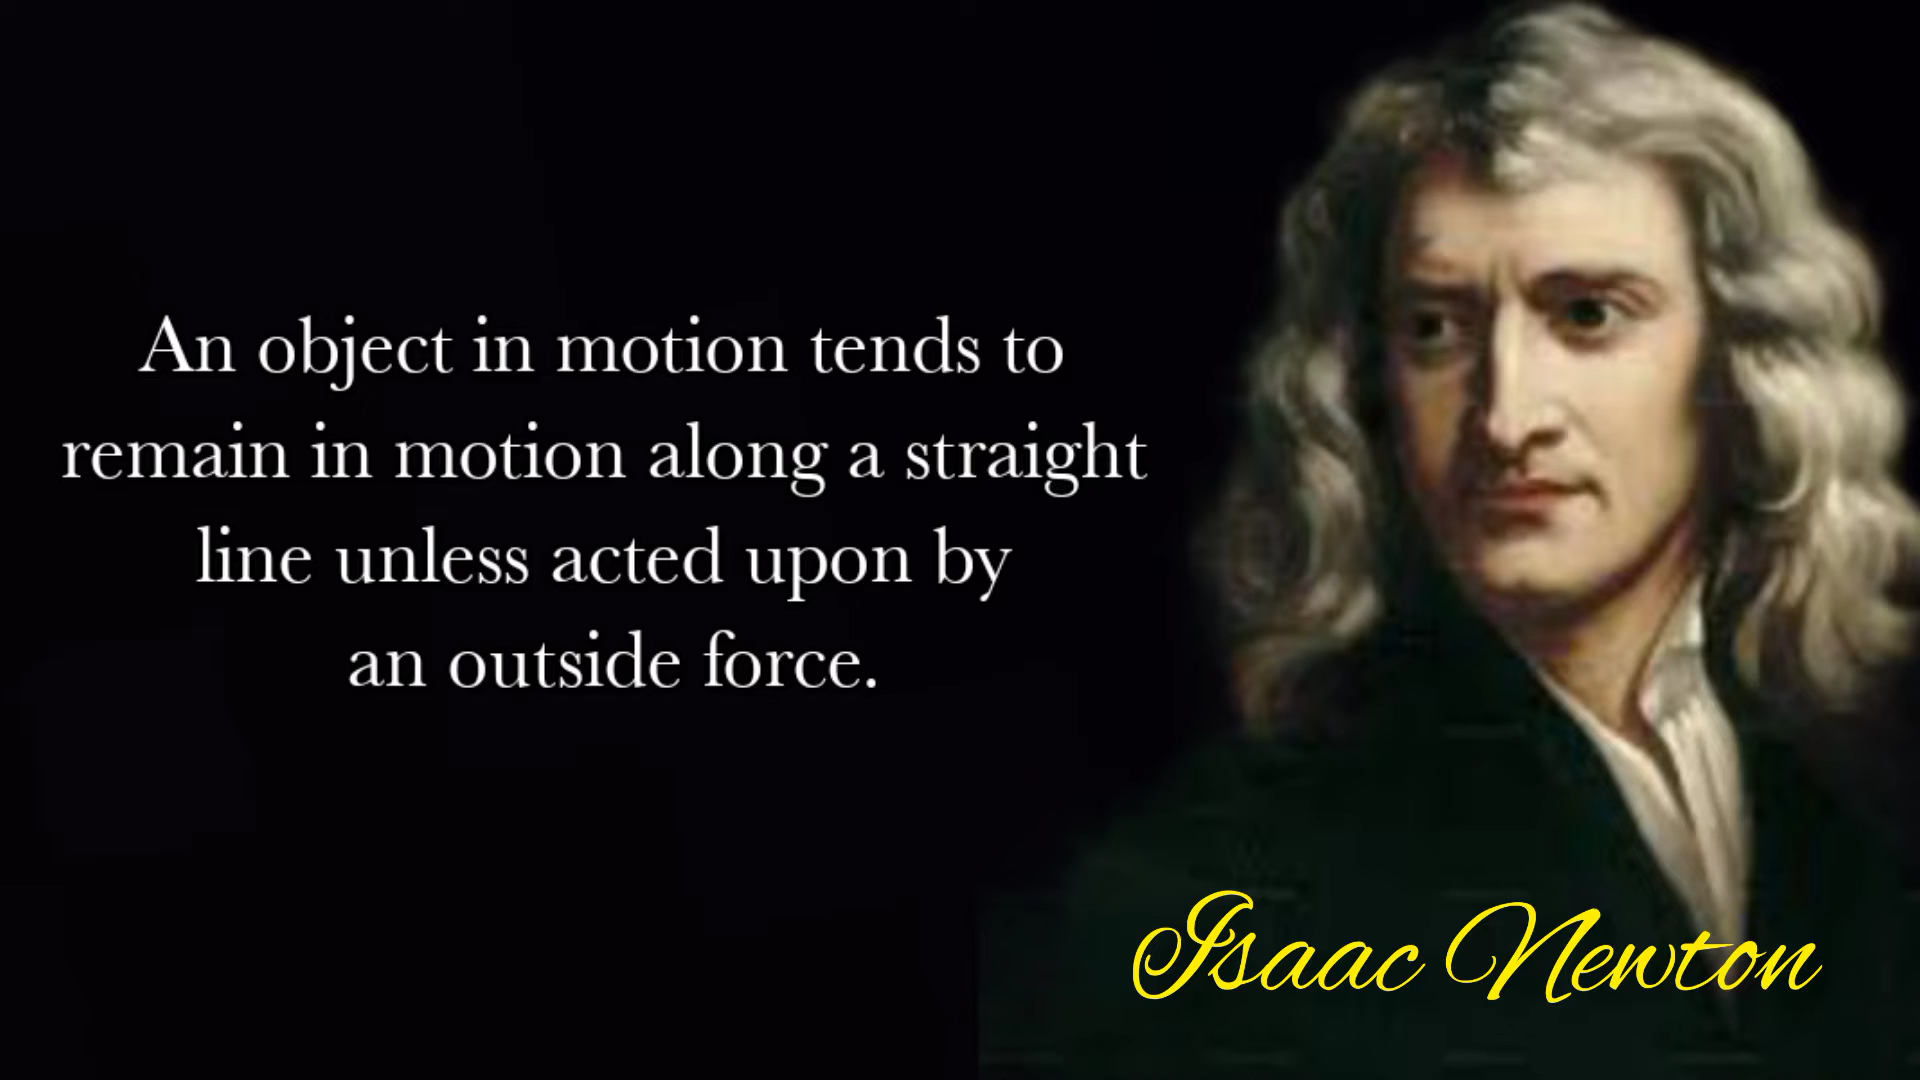 An object in motion tends to
remain in motion along a straight
line unless acted upon by
an outside force.
Isaac Newton